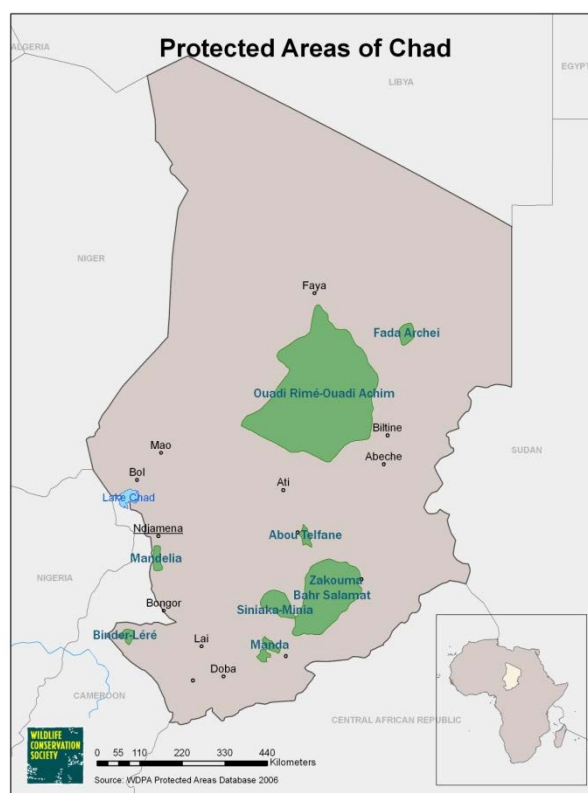 Protected Areas of Chad
ALGERIA
LIBYA
EGYPT
NIGER
Faya
Fada Archei
Ouadi Rimé-Ouadi Achim
Biltine
Mao
Abeche
SUDAN
Bol
Ati
Lake Chad
Ndjamena
Abou Telfane
Mandelia
NIGERIA
Zakouma
Bahr Salamat
Siniaka-Minia
Bongor
Binder-Léré
Lai
Manda
Doba
CAMEROON
CENTRAL AFRICAN REPUBLIC
WILDLIFE
CONSERVATION
SOCIETY
0 55 110 220 330 440
Kilometers
Source: WDPA Protected Areas Database 2006